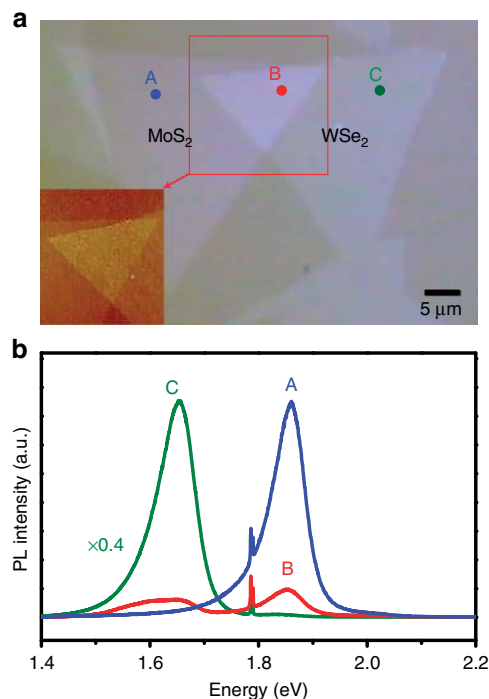 a
A
B
C
MoS₂
WSe₂
5 μm
b
C
A
×0.4
B
PL intensity (a.u.)
1.4 1.6 1.8 2.0 2.2
Energy (eV)